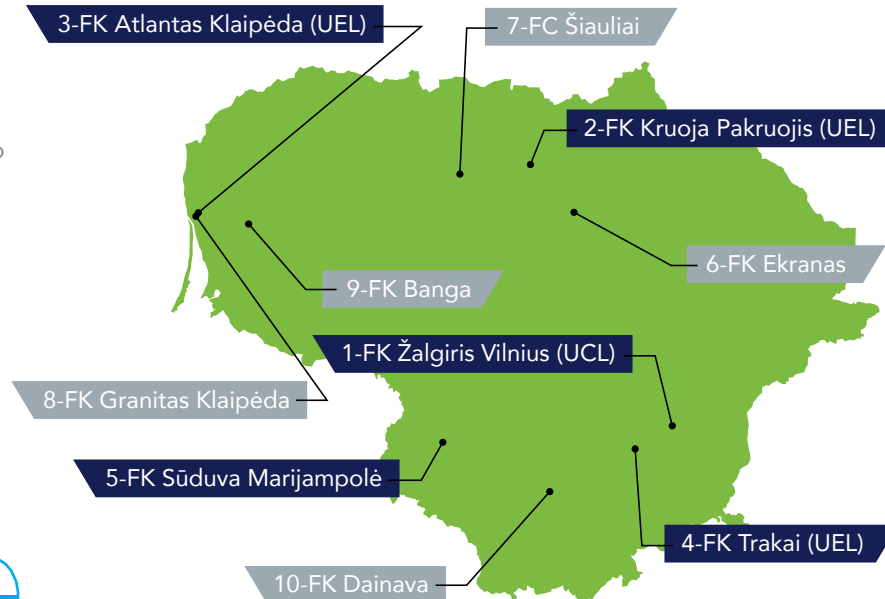 3-FK Atlantas Klaipėda (UEL)
7-FC Šiauliai
2-FK Kruoja Pakruojis (UEL)
6-FK Ekranas
9-FK Banga
1-FK Žalgiris Vilnius (UCL)
8-FK Granitas Klaipėda
5-FK Sūduva Marijampolė
4-FK Trakai (UEL)
10-FK Dainava